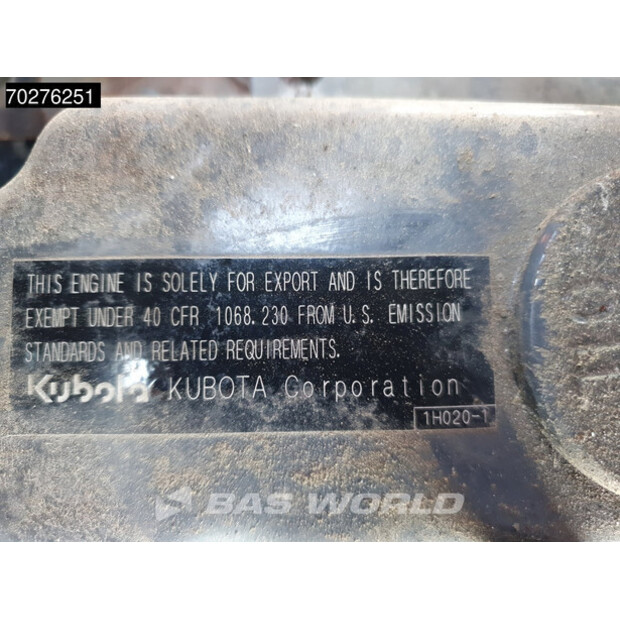 70276251
THIS ENGINE IS SOLELY FOR EXPORT AND IS THEREFORE
EXEMPT UNDER 40 CFR 1068.230 FROM U.S. EMISSION
STANDARDS AND RELATED REQUIREMENTS.
Kubota KUBOTA Corporation
1H020-1
BAS WORLD